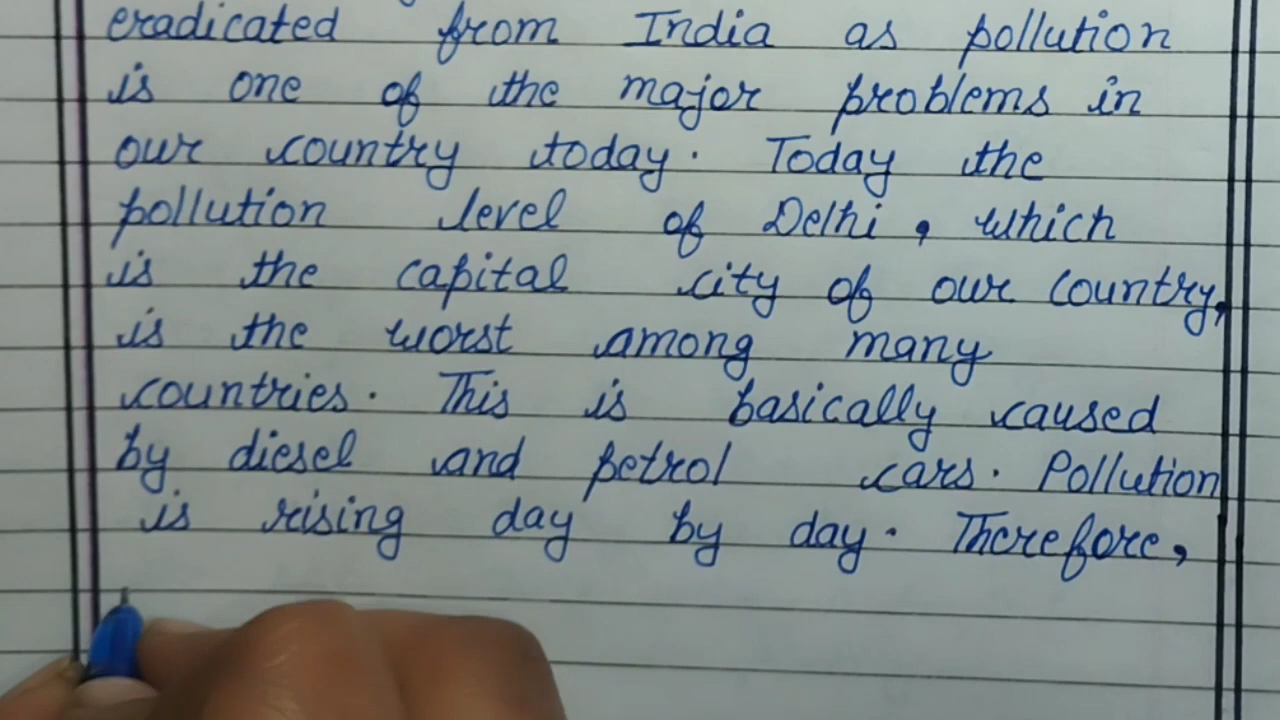 eradicated from India as pollution
is one of the major problems in
our country today. Today the
pollution level of Delhi, which
is the capital city of our country,
is the worst among many
countries. This is basically caused
by diesel and petrol cars. Pollution
is rising day by day. Therefore,